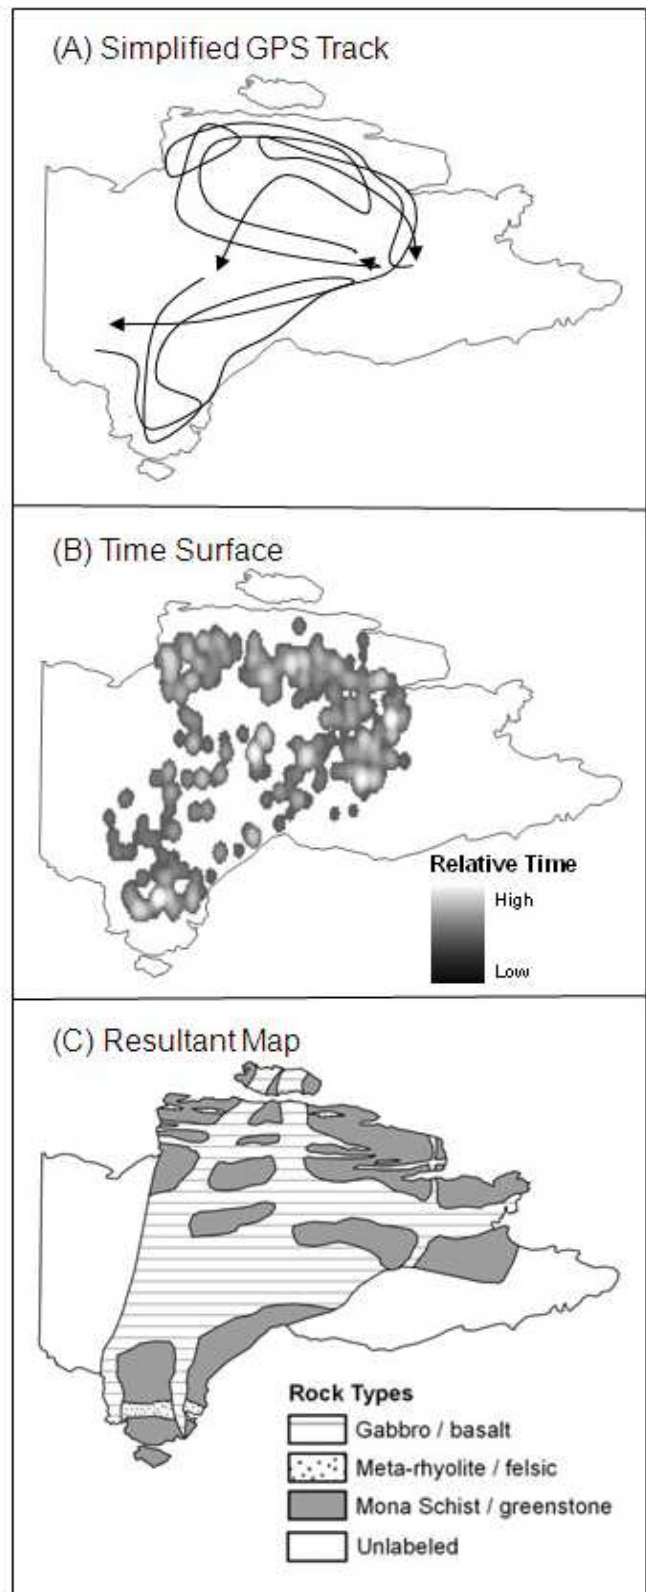 (A) Simplified GPS Track
(B) Time Surface
Relative Time
High
Low
(C) Resultant Map
Rock Types
Gabbro / basalt
Meta-rhyolite / felsic
Mona Schist / greenstone
Unlabeled